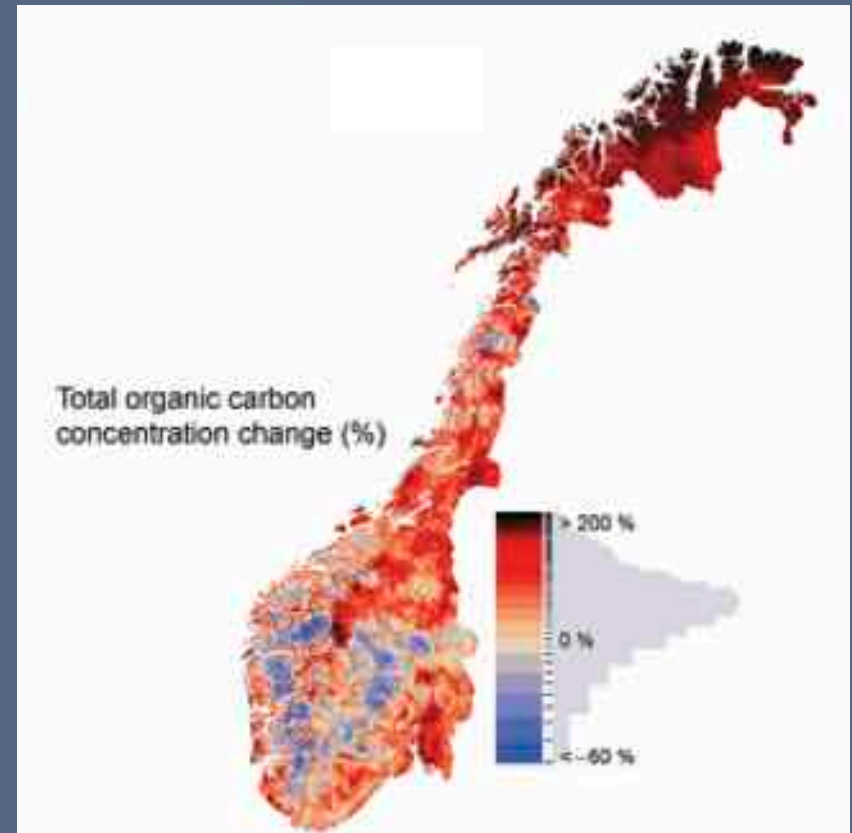 Total organic carbon
concentration change (%)
> 200 %
0 %
<-60 %